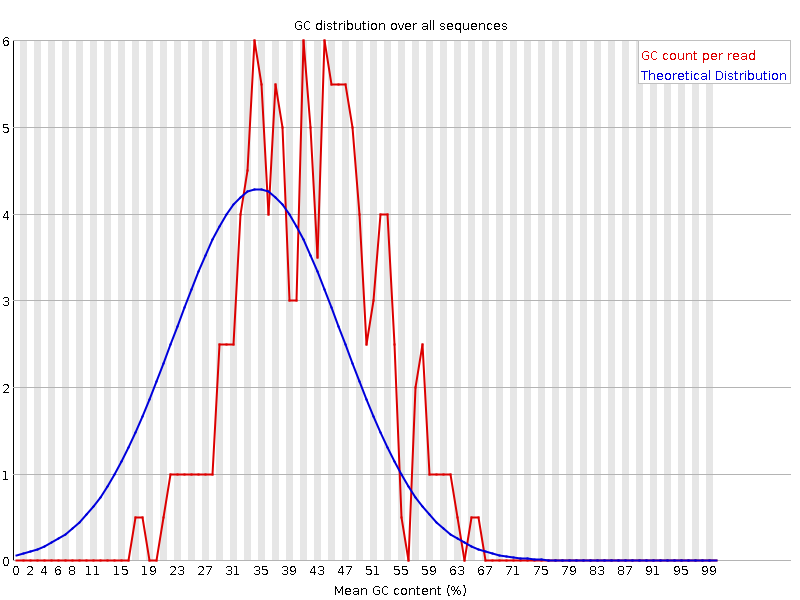 GC distribution over all sequences
GC count per read
Theoretical Distribution
6
5
4
3
2
1
0
0 2 4 6 8 11 15 19 23 27 31 35 39 43 47 51 55 59 63 67 71 75 79 83 87 91 95 99
Mean GC content (%)